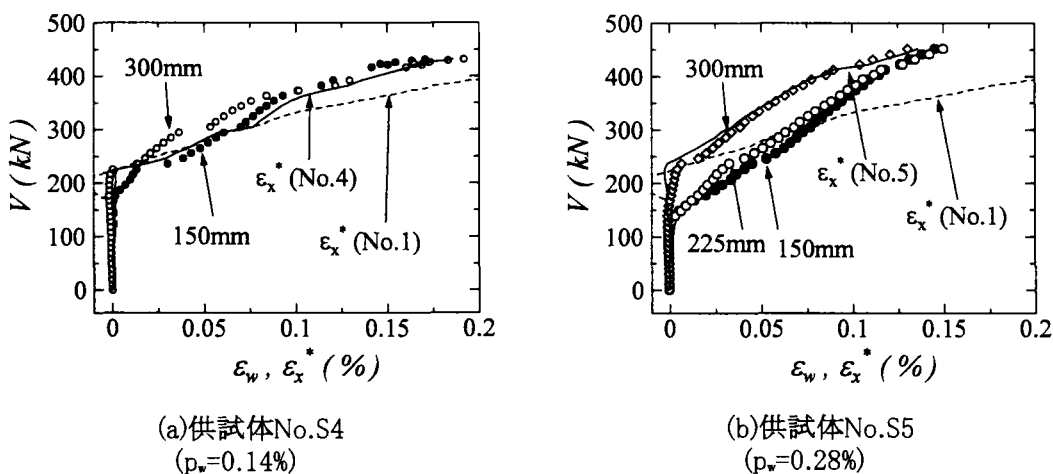 500
400
300
200
100
0
V (kN)
300mm
150mm
εx* (No.4)
εx* (No.1)
0 0.05 0.1 0.15 0.2
εw, εx* (%)
(a)供試体No.S4
(pw=0.14%)
500
400
300
200
100
0
V (kN)
300mm
εx* (No.5)
εx* (No.1)
225mm
150mm
0 0.05 0.1 0.15 0.2
εw, εx* (%)
(b)供試体No.S5
(pw=0.28%)